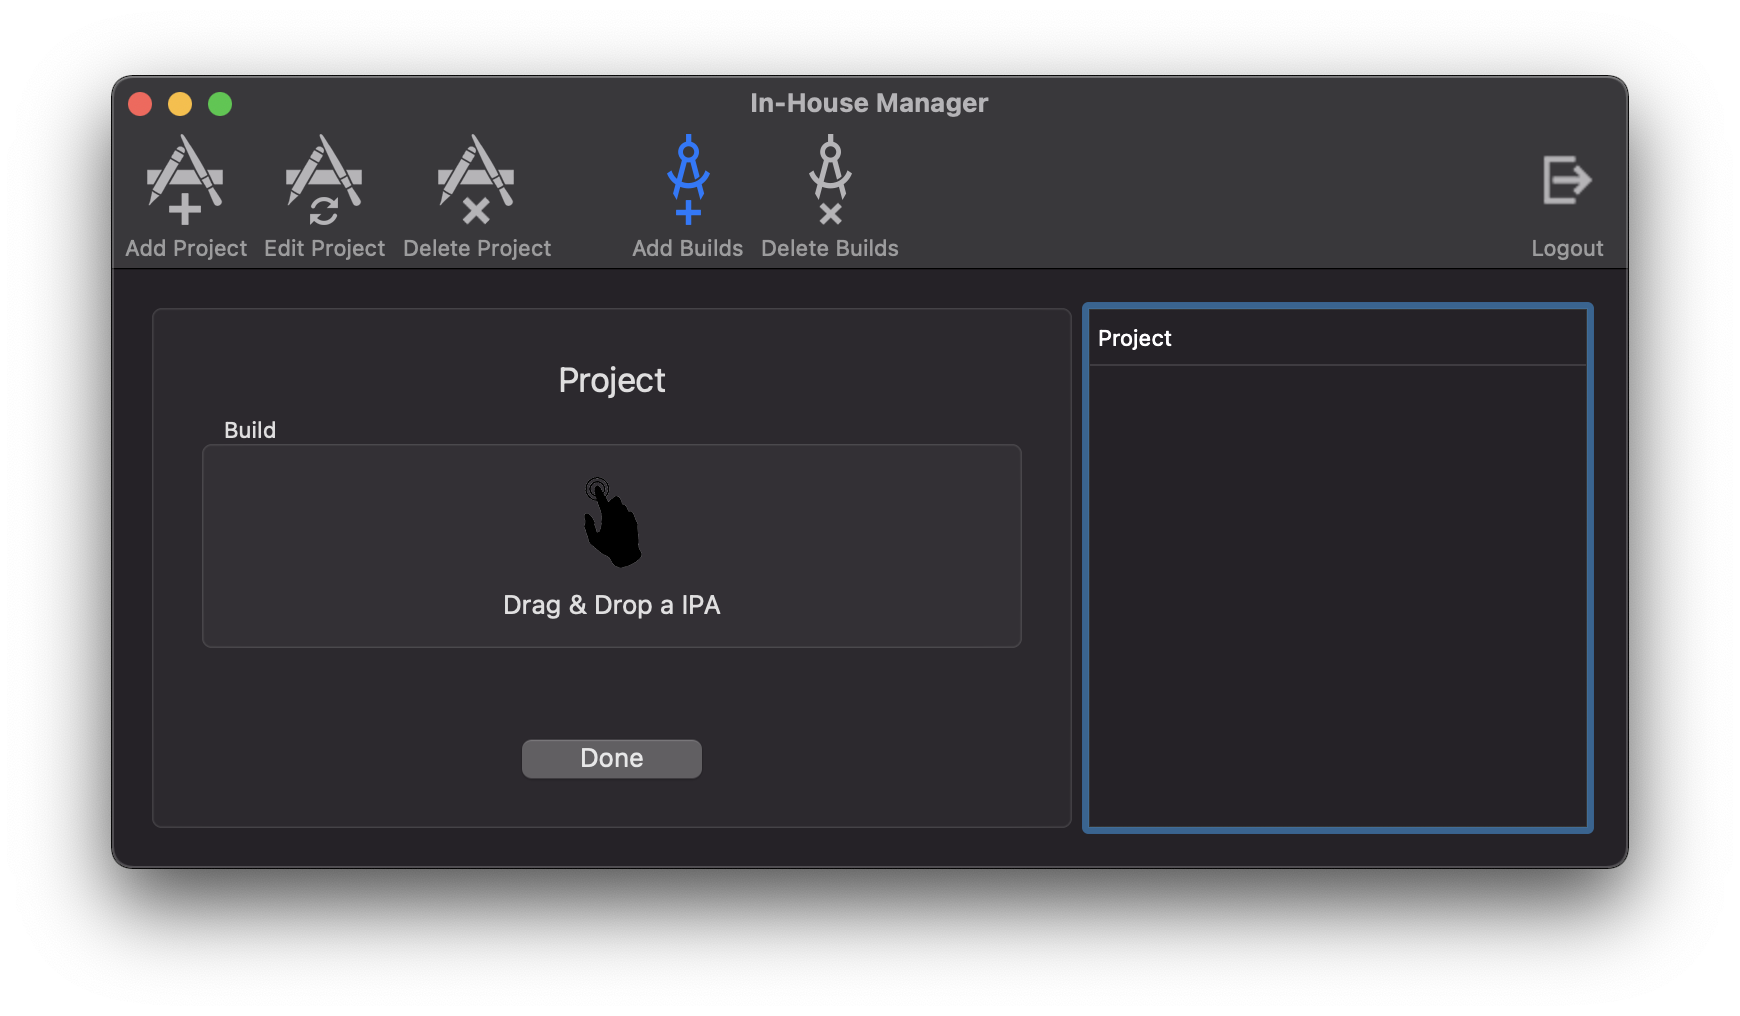 In-House Manager
Add Project
Edit Project
Delete Project
Add Builds
Delete Builds
Logout
Project
Build
Drag & Drop a IPA
Done
Project